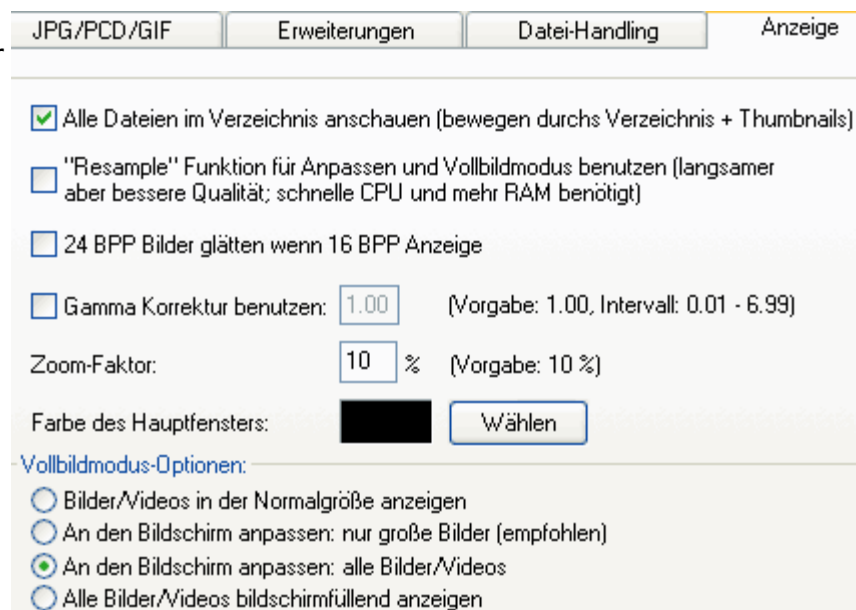 JPG/PCD/GIF Erweiterungen Datei-Handling Anzeige
Alle Dateien im Verzeichnis anschauen (bewegen durchs Verzeichnis + Thumbnails)
"Resample" Funktion für Anpassen und Vollbildmodus benutzen (langsamer
aber bessere Qualität; schnelle CPU und mehr RAM benötigt)
24 BPP Bilder glätten wenn 16 BPP Anzeige
Gamma Korrektur benutzen: 1.00 (Vorgabe: 1.00, Intervall: 0.01 - 6.99)
Zoom-Faktor: 10 % (Vorgabe: 10 %)
Farbe des Hauptfensters: Wählen
Vollbildmodus-Optionen:
Bilder/Videos in der Normalgröße anzeigen
An den Bildschirm anpassen: nur große Bilder (empfohlen)
An den Bildschirm anpassen: alle Bilder/Videos
Alle Bilder/Videos bildschirmfüllend anzeigen